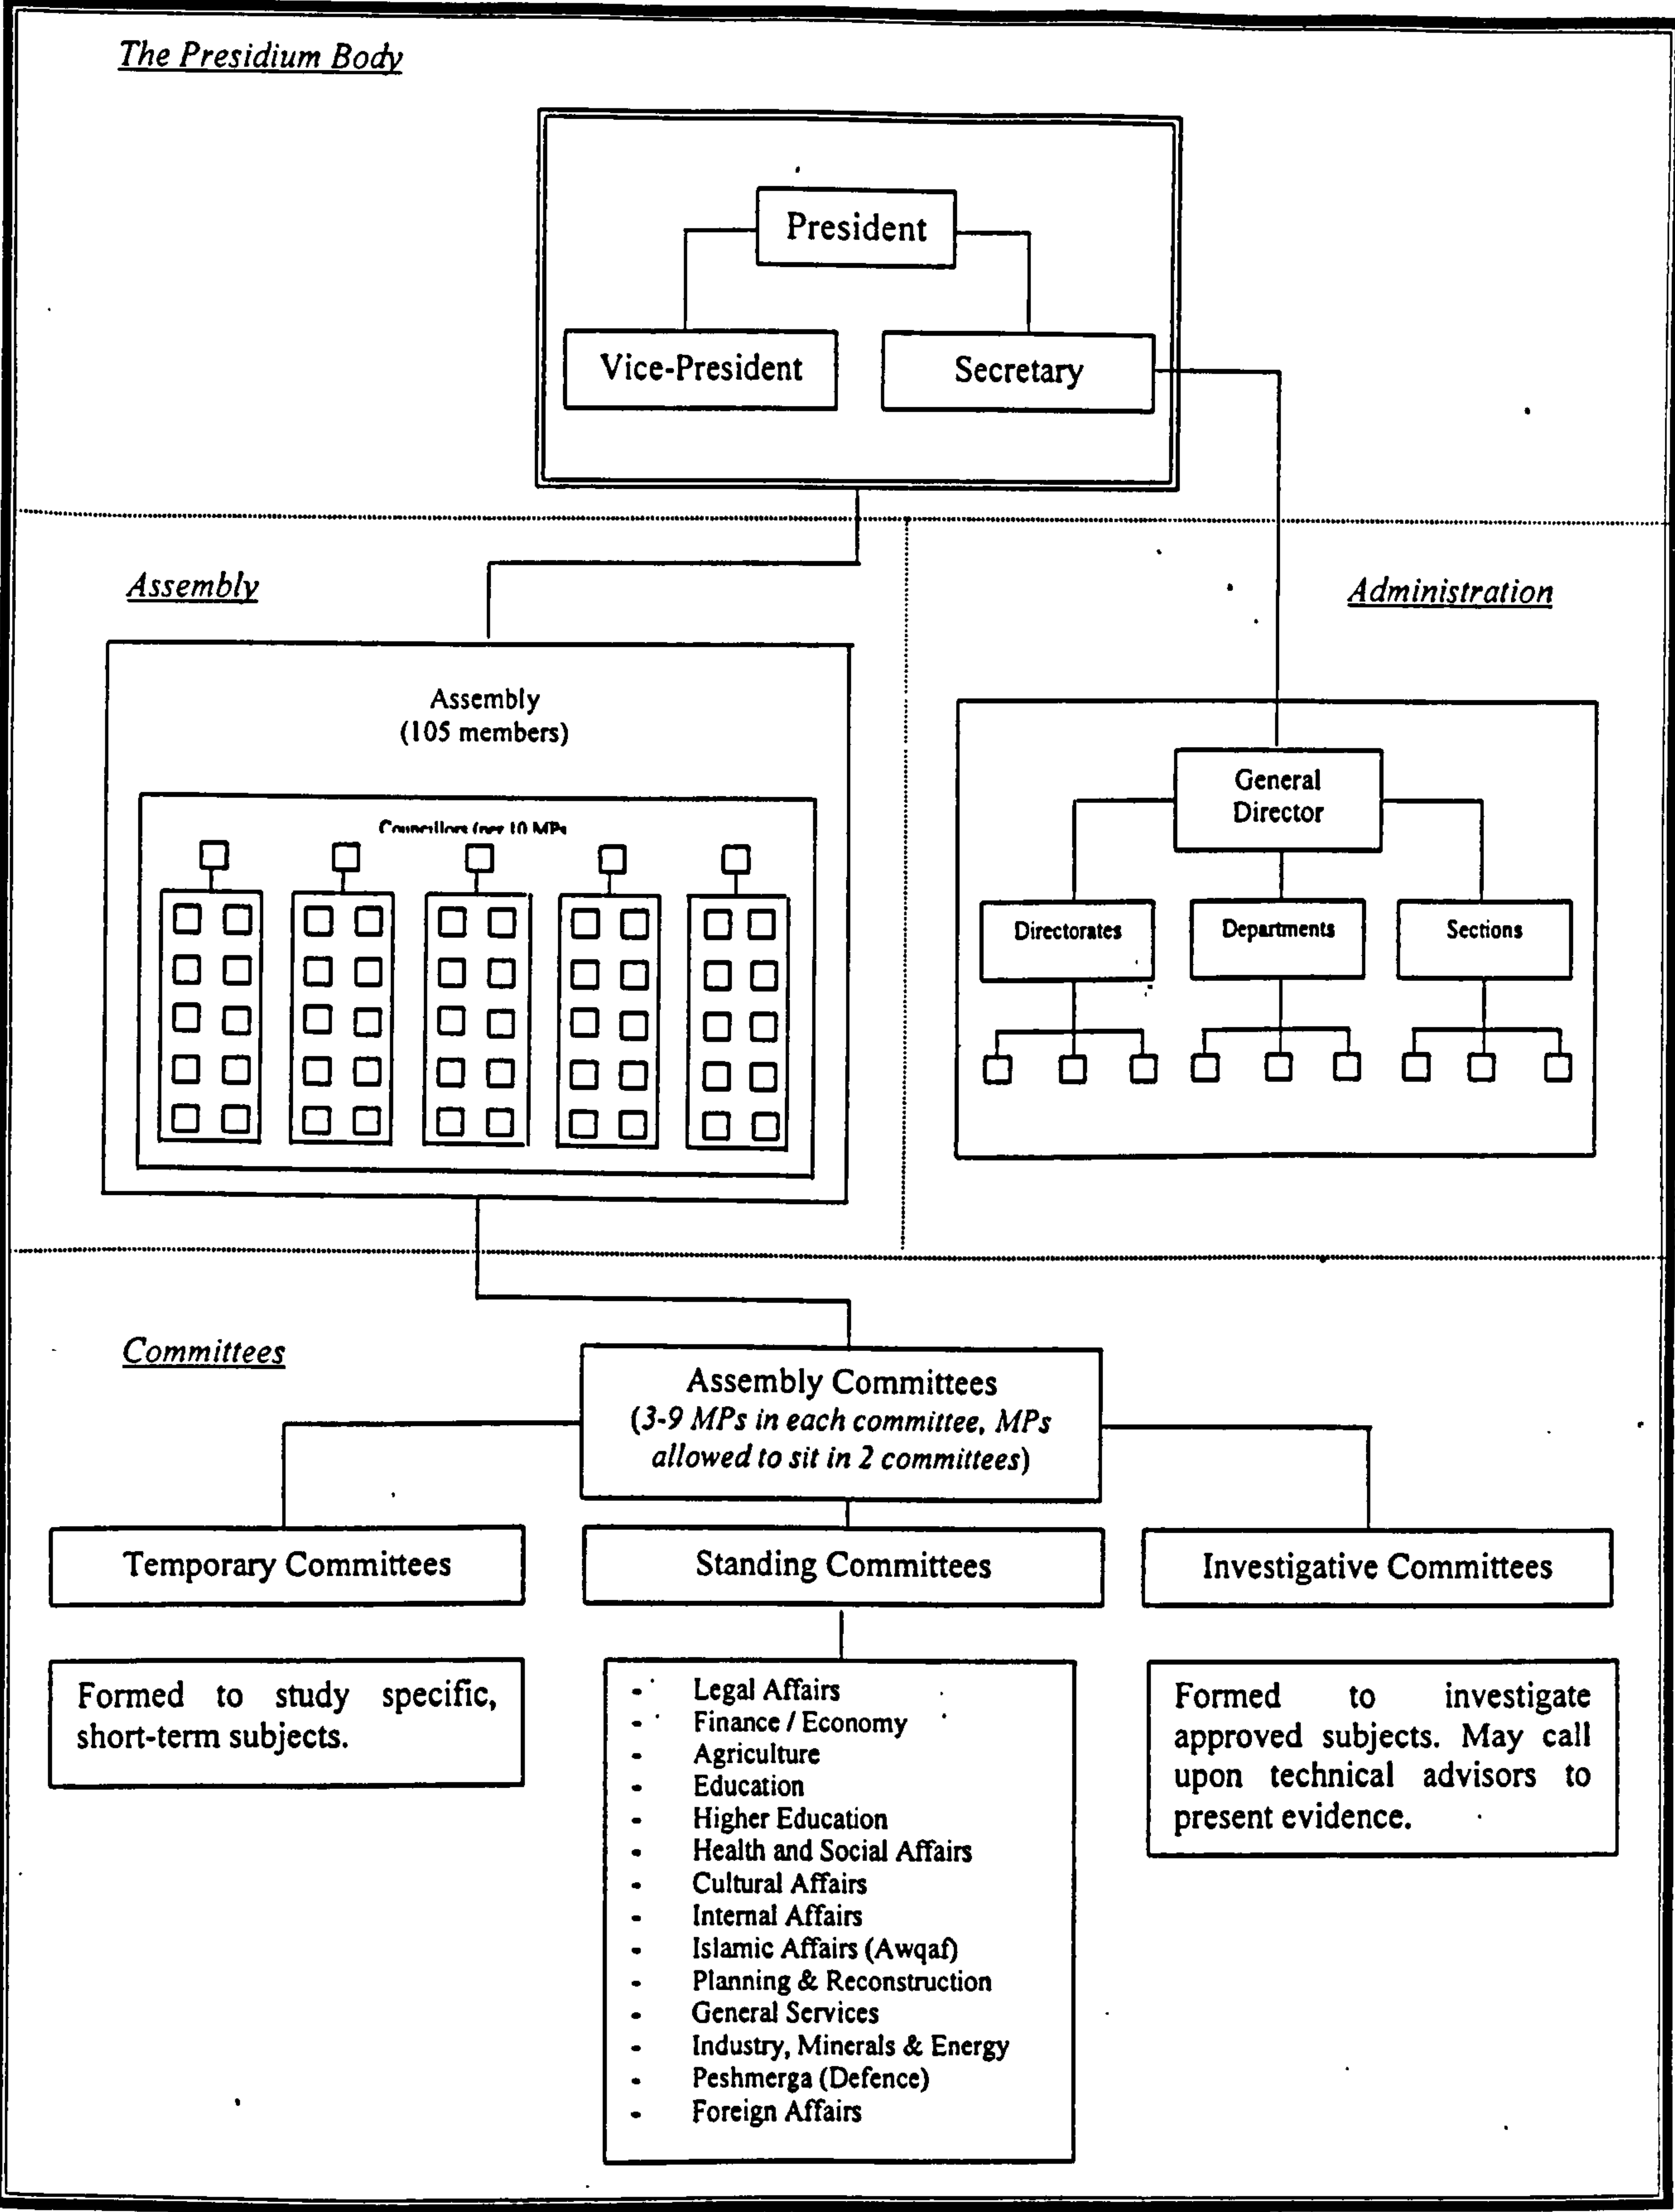 The Presidium Body
President
Vice-President
Secretary
Assembly
Administration
Assembly
(105 members)
Councillors (per 10 MPs
General
Director
Directorates
Departments
Sections
Committees
Assembly Committees
(3-9 MPs in each committee, MPs
allowed to sit in 2 committees)
Temporary Committees
Standing Committees
Investigative Committees
Formed to study specific,
short-term subjects.
- Legal Affairs
- Finance / Economy
- Agriculture
- Education
- Higher Education
- Health and Social Affairs
- Cultural Affairs
- Internal Affairs
- Islamic Affairs (Awqaf)
- Planning & Reconstruction
- General Services
- Industry, Minerals & Energy
- Peshmerga (Defence)
- Foreign Affairs
Formed to investigate
approved subjects. May call
upon technical advisors to
present evidence.